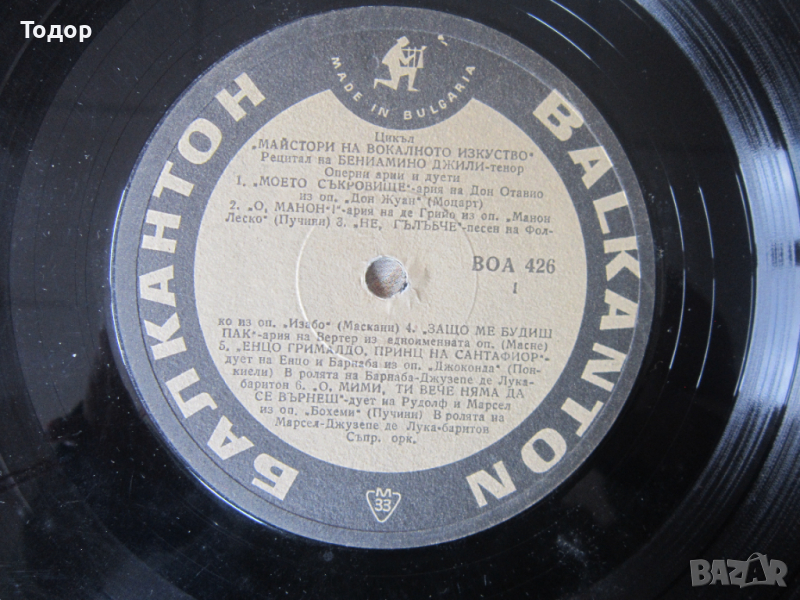 Тодор
MADE IN BULGARIA
БАЛКАНТОН
BALKANTON
Цикъл
„МАЙСТОРИ НА ВОКАЛНОТО ИЗКУСТВО"
Рецитал на БЕНИАМИНО ДЖИЛИ-тенор
Оперни арии и дуети
1. „МОЕТО СЪКРОВИЩЕ"-ария на Дон Отавио
из оп. „Дон Жуан" (Моцарт)
2. „О, МАНОН!"-ария на де Грийо из оп. „Манон
Леско" (Пучини) 3. „НЕ, ГЪЛЪБЧЕ"-песен на Фол-
ВОА 426
I
ко из оп. „Изабо" (Маскани) 4. „ЗАЩО МЕ БУДИШ
ПАК"-ария на Вертер из едноименната оп. (Масне)
5. „ЕНЦО ГРИМАЛДО, ПРИНЦ НА САНТАФИОР"-
дует на Енцо и Барнаба из оп. „Джоконда" (Пон-
киели) В ролята на Барнаба-Джузепе де Лука-
баритон 6. „О, МИМИ, ТИ ВЕЧЕ НЯМА ДА
СЕ ВЪРНЕШ"-дует на Рудолф и Марсел
из оп. „Бохеми" (Пучини) В ролята на
Марсел-Джузепе де Лука-баритон
Съпр. орк.
М
33
BAZAR